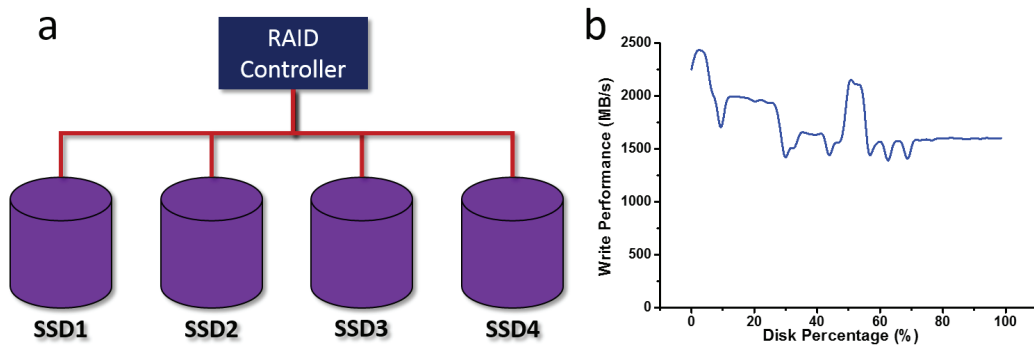 a
RAID
Controller
SSD1 SSD2 SSD3 SSD4
b
Write Performance (MB/s)
2500
2000
1500
1000
500
0
0 20 40 60 80 100
Disk Percentage (%)